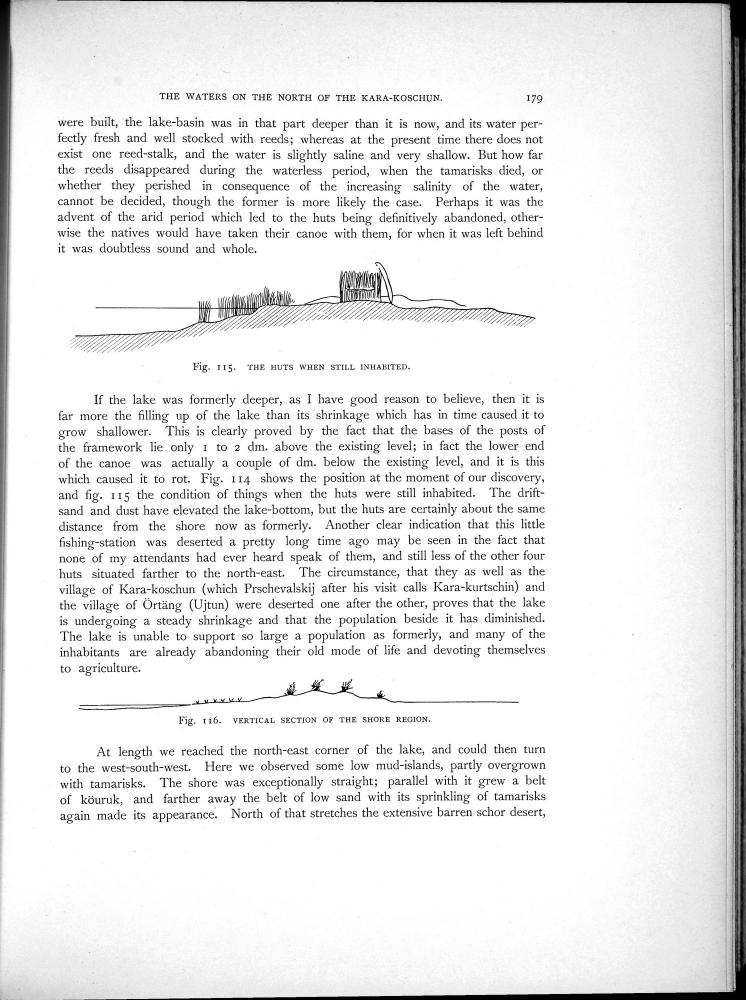 THE WATERS ON THE NORTH OF THE KARA-KOSCHUN. 179
were built, the lake-basin was in that part deeper than it is now, and its water per-
fectly fresh and well stocked with reeds; whereas at the present time there does not
exist one reed-stalk, and the water is slightly saline and very shallow. But how far
the reeds disappeared during the waterless period, when the tamarisks died, or
whether they perished in consequence of the increasing salinity of the water,
cannot be decided, though the former is more likely the case. Perhaps it was the
advent of the arid period which led to the huts being definitively abandoned, other-
wise the natives would have taken their canoe with them, for when it was left behind
it was doubtless sound and whole.
Fig. 115. THE HUTS WHEN STILL INHABITED.
If the lake was formerly deeper, as I have good reason to believe, then it is
far more the filling up of the lake than its shrinkage which has in time caused it to
grow shallower. This is clearly proved by the fact that the bases of the posts of
the framework lie only 1 to 2 dm. above the existing level; in fact the lower end
of the canoe was actually a couple of dm. below the existing level, and it is this
which caused it to rot. Fig. 114 shows the position at the moment of our discovery,
and fig. 115 the condition of things when the huts were still inhabited. The drift-
sand and dust have elevated the lake-bottom, but the huts are certainly about the same
distance from the shore now as formerly. Another clear indication that this little
fishing-station was deserted a pretty long time ago may be seen in the fact that
none of my attendants had ever heard speak of them, and still less of the other four
huts situated farther to the north-east. The circumstance, that they as well as the
village of Kara-koschun (which Prschevalskij after his visit calls Kara-kurtschin) and
the village of Örtäng (Ujtun) were deserted one after the other, proves that the lake
is undergoing a steady shrinkage and that the population beside it has diminished.
The lake is unable to support so large a population as formerly, and many of the
inhabitants are already abandoning their old mode of life and devoting themselves
to agriculture.
Fig. 116. VERTICAL SECTION OF THE SHORE REGION.
At length we reached the north-east corner of the lake, and could then turn
to the west-south-west. Here we observed some low mud-islands, partly overgrown
with tamarisks. The shore was exceptionally straight; parallel with it grew a belt
of köuruk, and farther away the belt of low sand with its sprinkling of tamarisks
again made its appearance. North of that stretches the extensive barren schor desert,